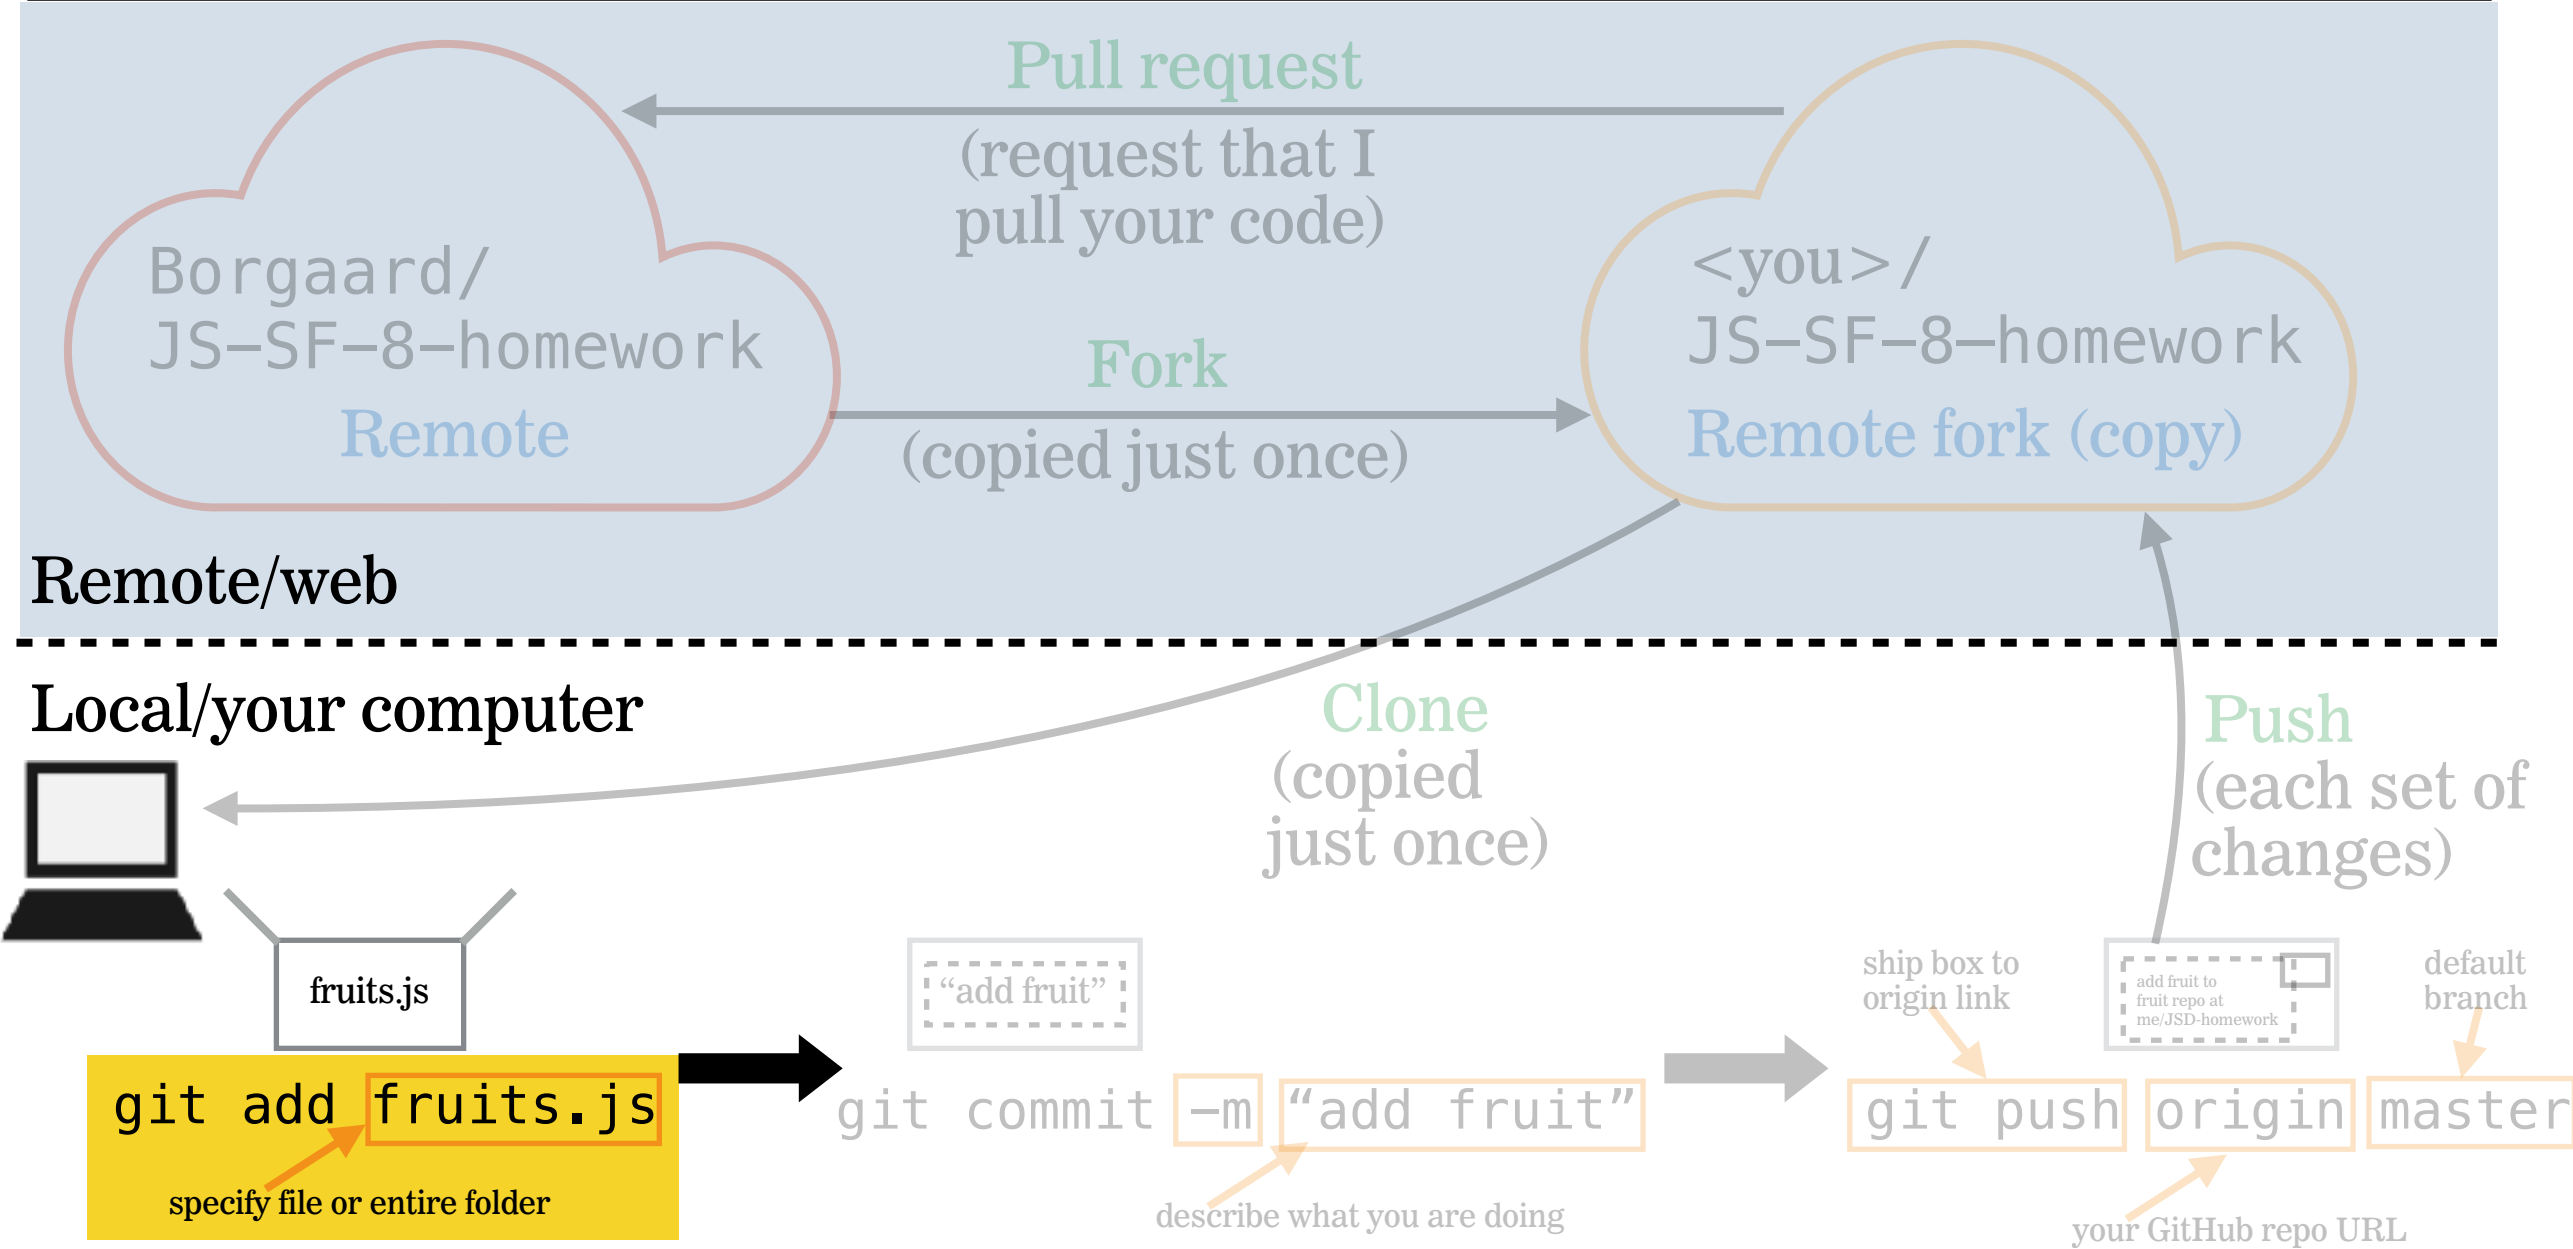 Pull request
(request that I
pull your code)
Borgaard/
JS-SF-8-homework
Remote
Fork
(copied just once)
<you>/
JS-SF-8-homework
Remote fork (copy)
Remote/web
Local/your computer
Clone
(copied
just once)
Push
(each set of
changes)
fruits.js
git add fruits.js
specify file or entire folder
“add fruit”
git commit -m “add fruit”
describe what you are doing
ship box to
origin link
add fruit to
fruit repo at
me/JSD-homework
default
branch
git push origin master
your GitHub repo URL